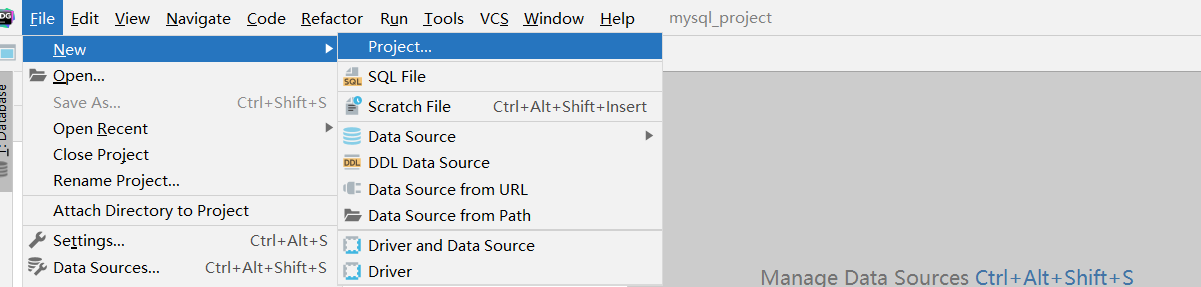 DG File Edit View Navigate Code Refactor Run Tools VCS Window Help mysql_project
New
Open...
Save As... Ctrl+Shift+S
Open Recent
Close Project
Rename Project...
Attach Directory to Project
Settings... Ctrl+Alt+S
Data Sources... Ctrl+Alt+Shift+S
Project...
SQL SQL File
Scratch File Ctrl+Alt+Shift+Insert
Data Source
DDL DDL Data Source
Data Source from URL
Data Source from Path
Driver and Data Source
Driver
1: Database
Manage Data Sources Ctrl+Alt+Shift+S